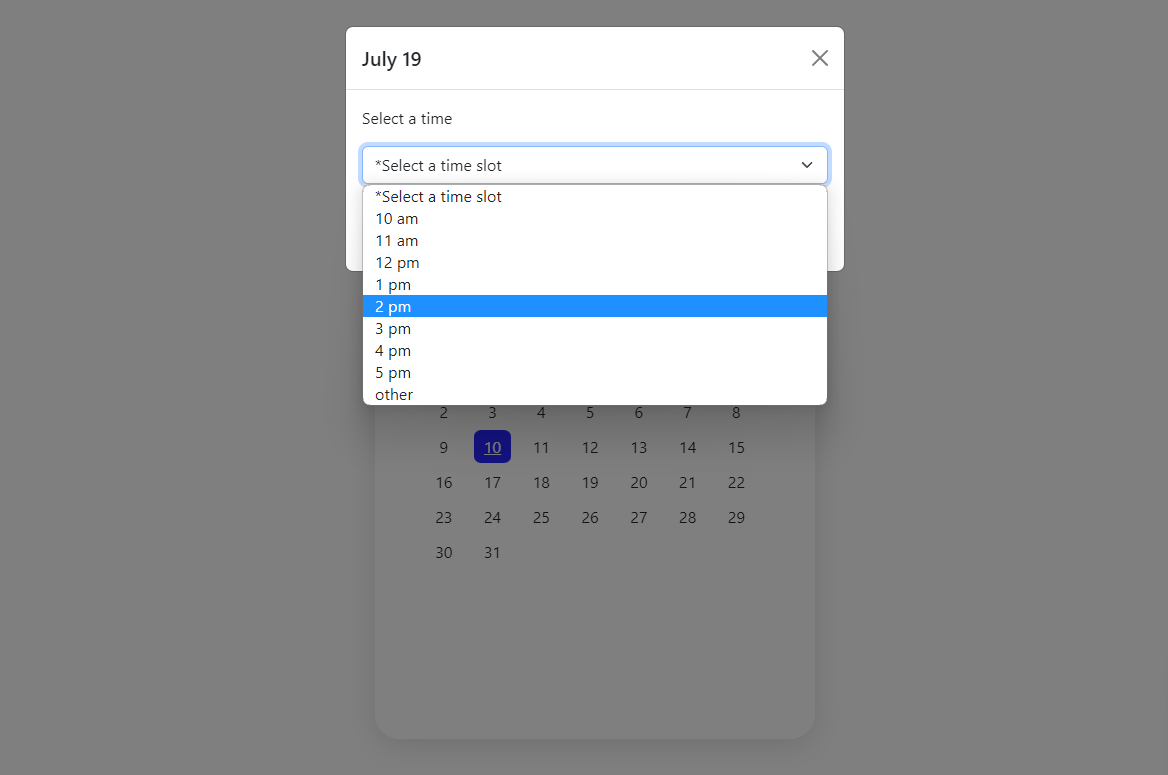 July 19
Select a time
*Select a time slot
*Select a time slot
10 am
11 am
12 pm
1 pm
2 pm
3 pm
4 pm
5 pm
other
2 3 4 5 6 7 8
9 10 11 12 13 14 15
16 17 18 19 20 21 22
23 24 25 26 27 28 29
30 31